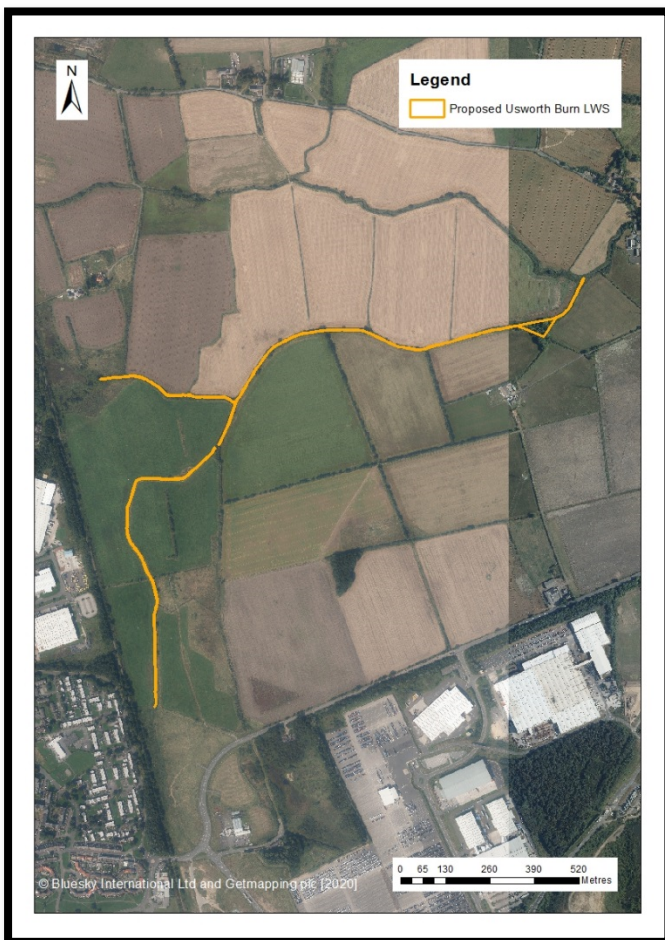 N
Legend
Proposed Usworth Burn LWS
0 65 130 260 390 520
Metres
© Bluesky International Ltd and Getmapping plc [2020]